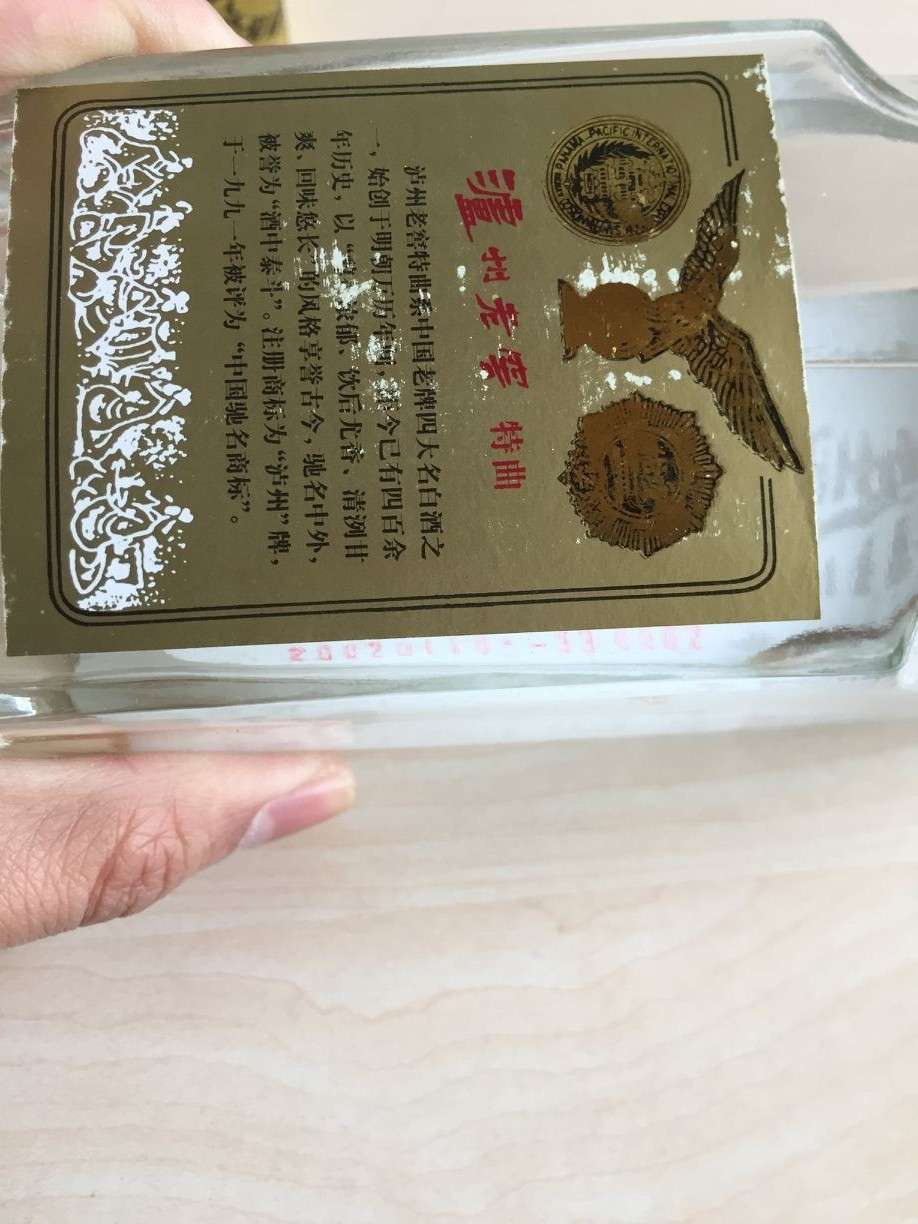 PANAMA PACIFIC INTERNATIONAL
泸州老窖 特曲
泸州老窖特曲系中国老牌四大名白酒之
一，始创于明朝万历年间，至今已有四百余
年历史，以“浓郁、饮后尤香、清洌甘
爽、回味悠长”的风格享誉古今，驰名中外，
被誉为“酒中泰斗”。注册商标为“泸州”牌，
于一九九一年被评为“中国驰名商标”。